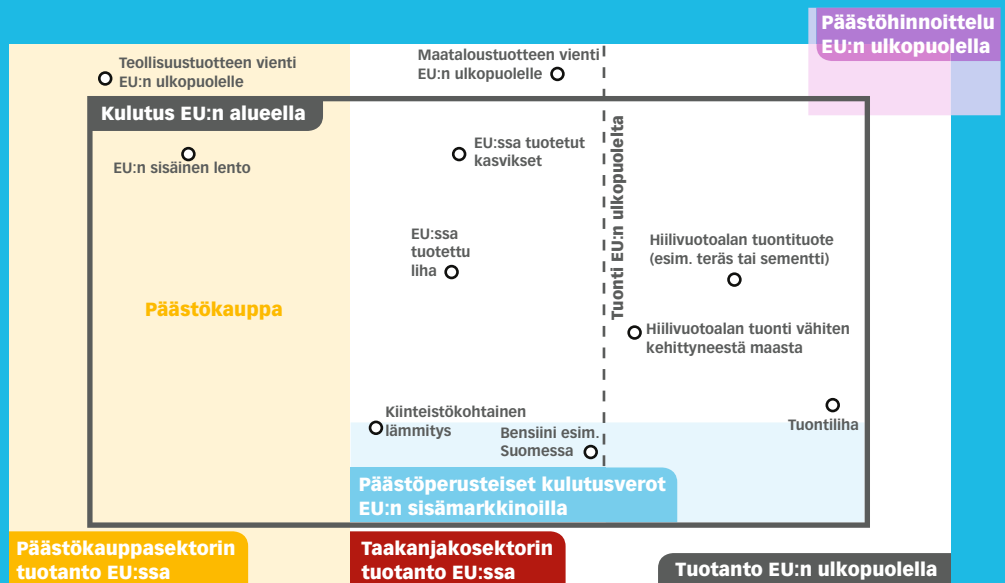 Päästöhinnoittelu
EU:n ulkopuolella
Teollisuustuotteen vienti
EU:n ulkopuolelle
Maataloustuotteen vienti
EU:n ulkopuolelle
Kulutus EU:n alueella
EU:n sisäinen lento
EU:ssa tuotetut
kasvikset
Tuonti EU:n ulkopuolelta
EU:ssa
tuotettu
liha
Hiilivuotoalan tuontituote
(esim. teräs tai sementti)
Päästökauppa
Hiilivuotoalan tuonti vähiten
kehittyneestä maasta
Kiinteistökohtainen
lämmitys
Bensiini esim.
Suomessa
Tuontiliha
Päästöperusteiset kulutusverot
EU:n sisämarkkinoilla
Päästökauppasektorin
tuotanto EU:ssa
Taakanjakosektorin
tuotanto EU:ssa
Tuotanto EU:n ulkopuolella